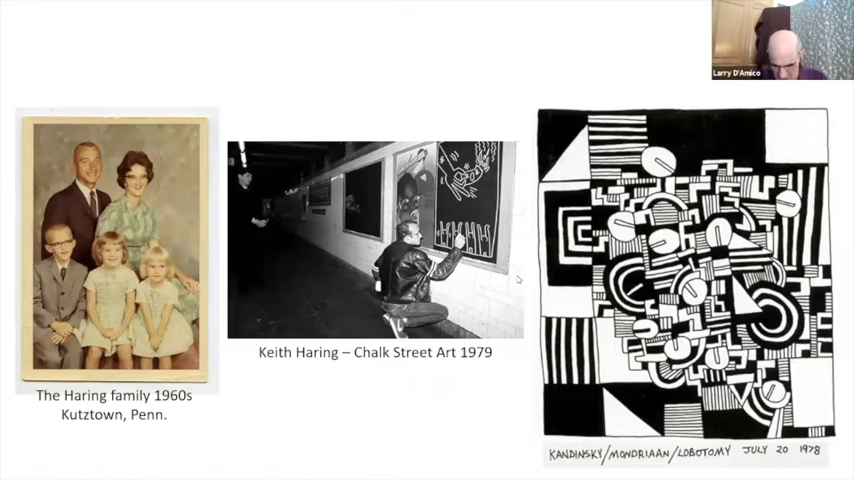 Larry D'Amico
The Haring family 1960s
Kutztown, Penn.
Keith Haring – Chalk Street Art 1979
KANDINSKY/MONDRIAAN/LOBOTOMY JULY 20 1978